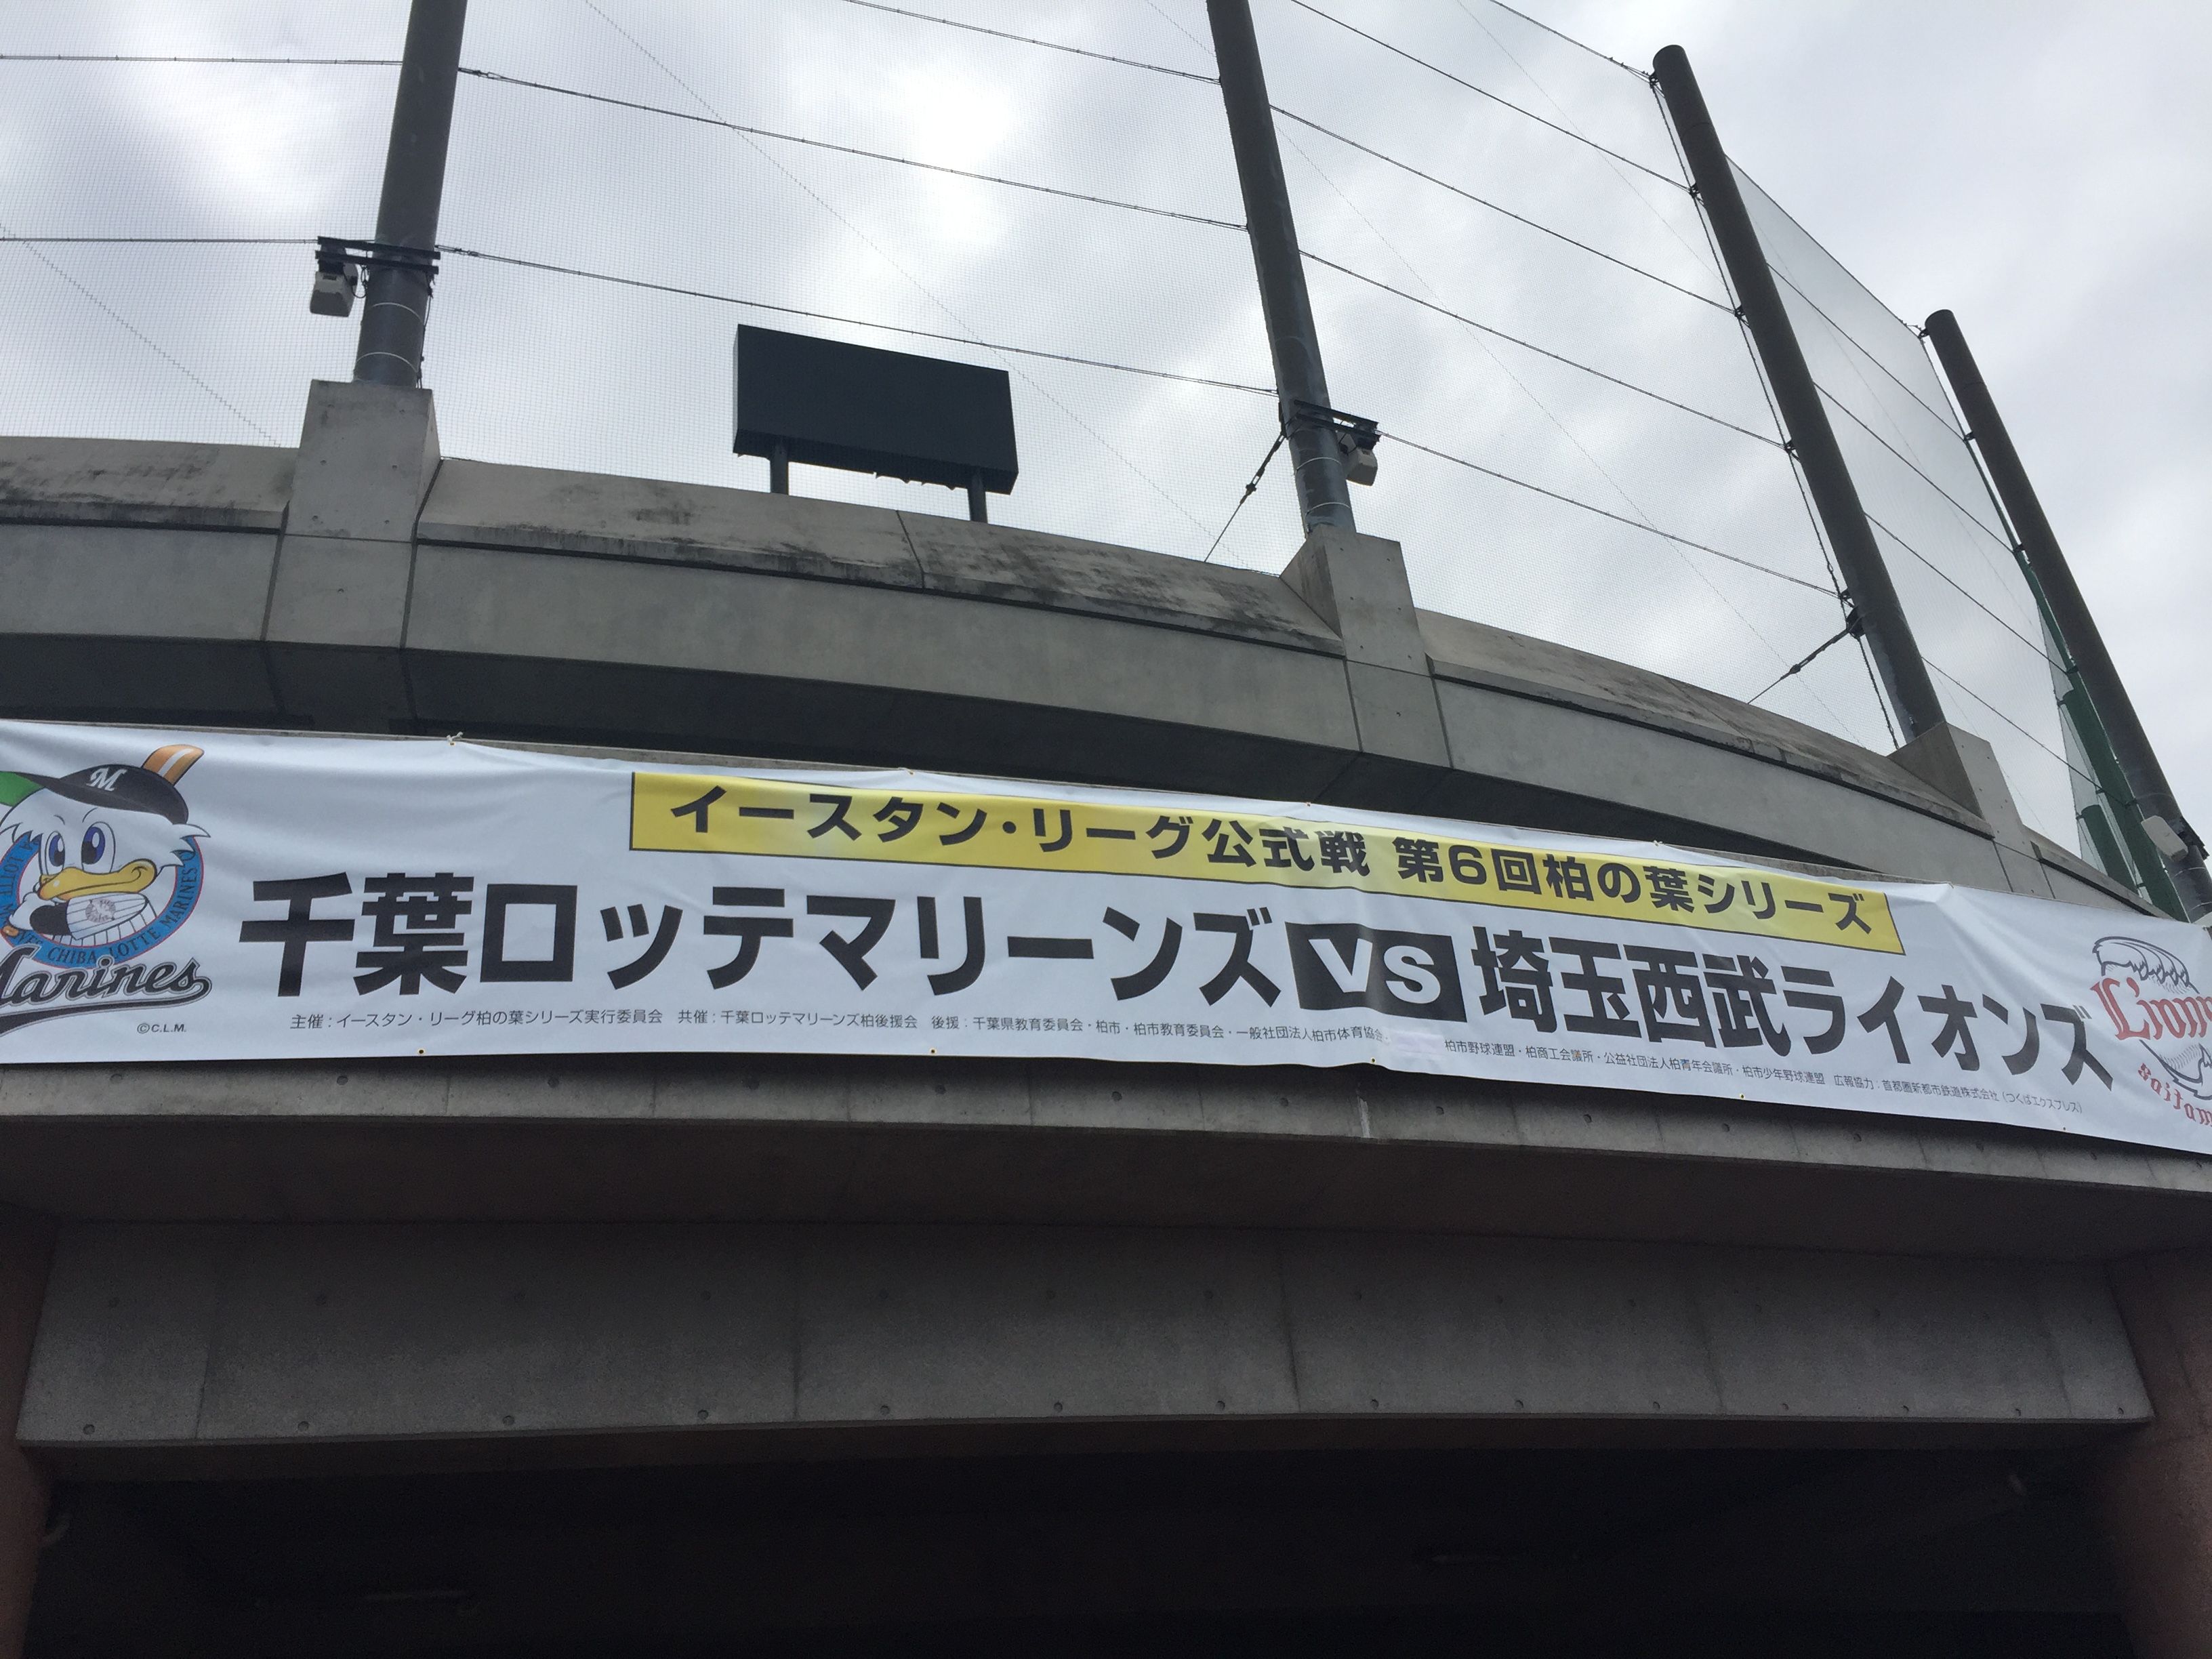 イースタン・リーグ公式戦 第6回柏の葉シリーズ
千葉ロッテマリーンズ VS 埼玉西武ライオンズ
主催：イースタン・リーグ柏の葉シリーズ実行委員会 共催：千葉ロッテマリーンズ柏後援会 後援：千葉県教育委員会・柏市・柏市教育委員会・一般社団法人柏市体育協会・柏市野球連盟・柏商工会議所・公益社団法人柏青年会議所・柏市少年野球連盟 広報協力：首都圏新都市鉄道株式会社（つくばエクスプレス）
M
CHIBA LOTTE MARINES
Marines
©C.L.M.